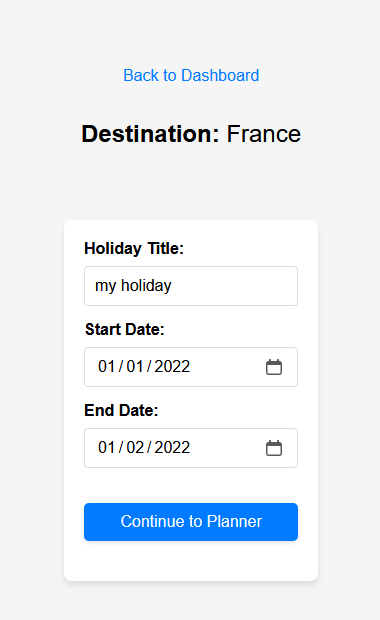 Back to Dashboard
Destination: France
Holiday Title:
my holiday
Start Date:
01/01/2022
End Date:
01/02/2022
Continue to Planner